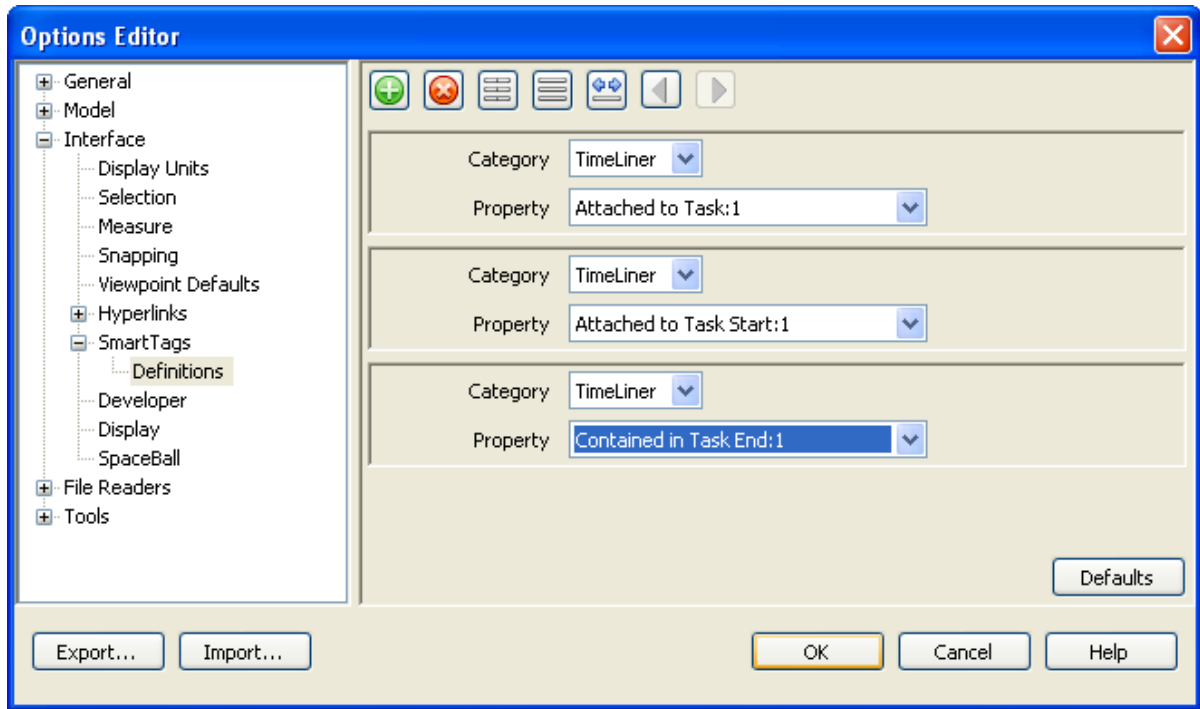 Options Editor
General
Model
Interface
Display Units
Selection
Measure
Snapping
Viewpoint Defaults
Hyperlinks
SmartTags
Definitions
Developer
Display
SpaceBall
File Readers
Tools
Category TimeLiner
Property Attached to Task:1
Category TimeLiner
Property Attached to Task Start:1
Category TimeLiner
Property Contained in Task End:1
Defaults
Export... Import... OK Cancel Help